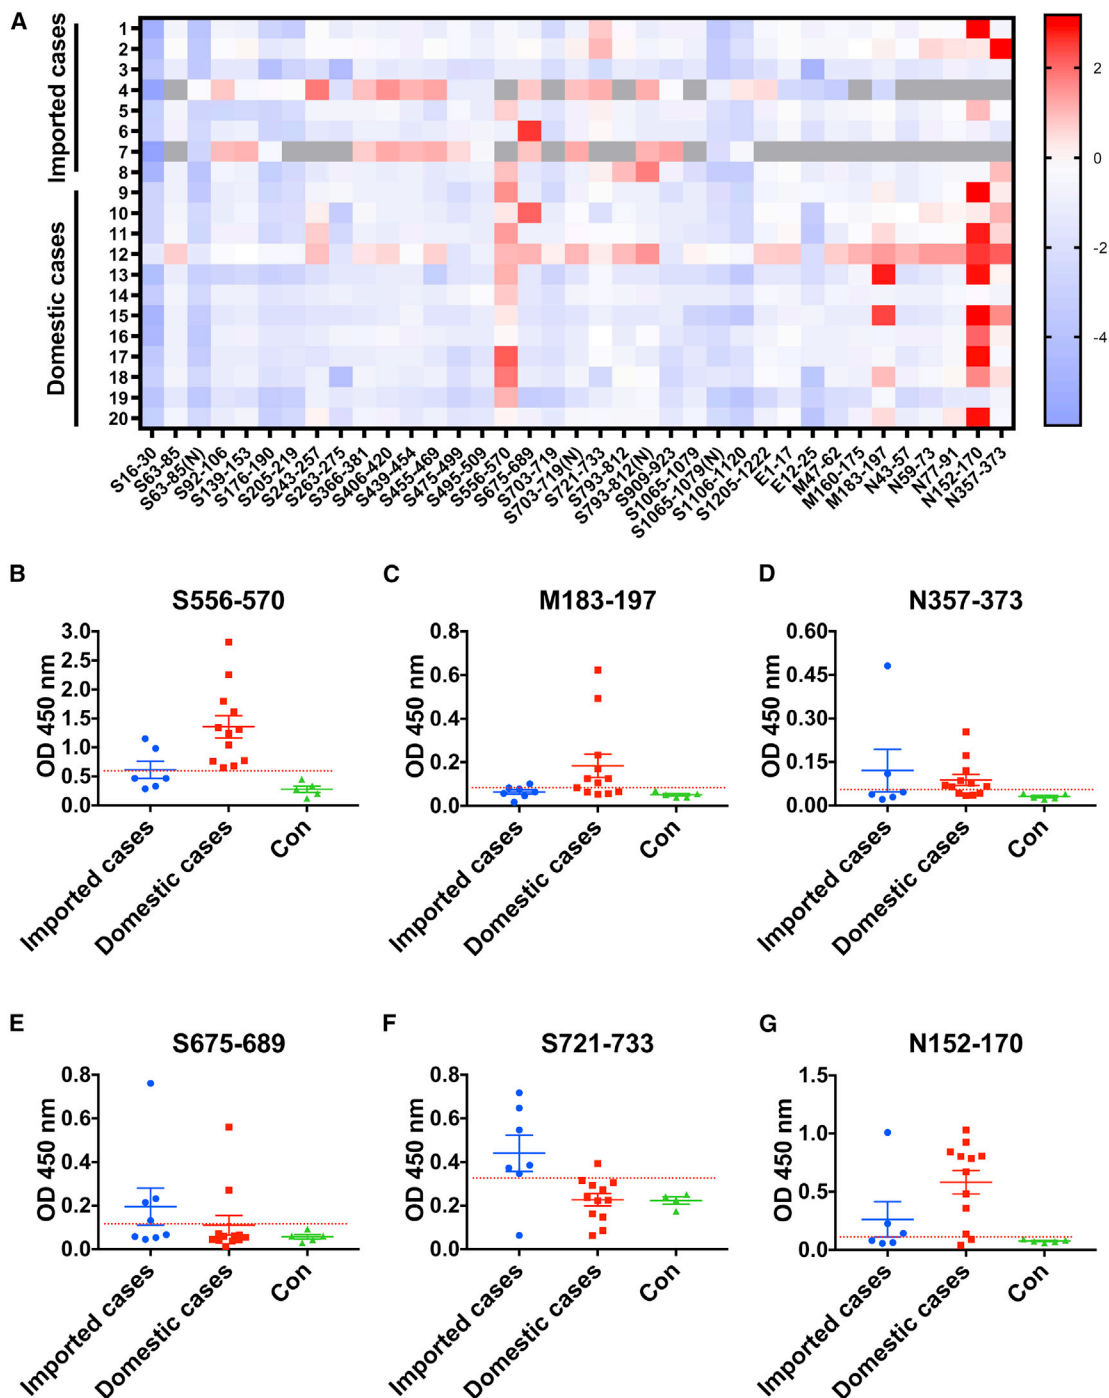 A
Imported cases
Domestic cases
1
2
3
4
5
6
7
8
9
10
11
12
13
14
15
16
17
18
19
20
2
0
-2
-4
S16-30
S63-85
S63-85(N)
S92-106
S139-153
S176-190
S205-219
S243-257
S263-275
S366-381
S406-420
S439-454
S455-469
S475-499
S495-509
S556-570
S675-689
S703-719
S703-719(N)
S721-733
S793-812
S793-812(N)
S909-923
S1065-1079
S1065-1079(N)
S1106-1120
S1205-1222
E1-17
E12-25
M47-62
M160-175
M183-197
N43-57
N59-73
N77-91
N152-170
N357-373
B
S556-570
OD 450 nm
3.0
2.5
2.0
1.5
1.0
0.5
0.0
Imported cases
Domestic cases
Con
C
M183-197
OD 450 nm
0.8
0.6
0.4
0.2
0.0
Imported cases
Domestic cases
Con
D
N357-373
OD 450 nm
0.60
0.45
0.30
0.15
0.00
Imported cases
Domestic cases
Con
E
S675-689
OD 450 nm
0.8
0.6
0.4
0.2
0.0
Imported cases
Domestic cases
Con
F
S721-733
OD 450 nm
0.8
0.6
0.4
0.2
0.0
Imported cases
Domestic cases
Con
G
N152-170
OD 450 nm
1.5
1.0
0.5
0.0
Imported cases
Domestic cases
Con